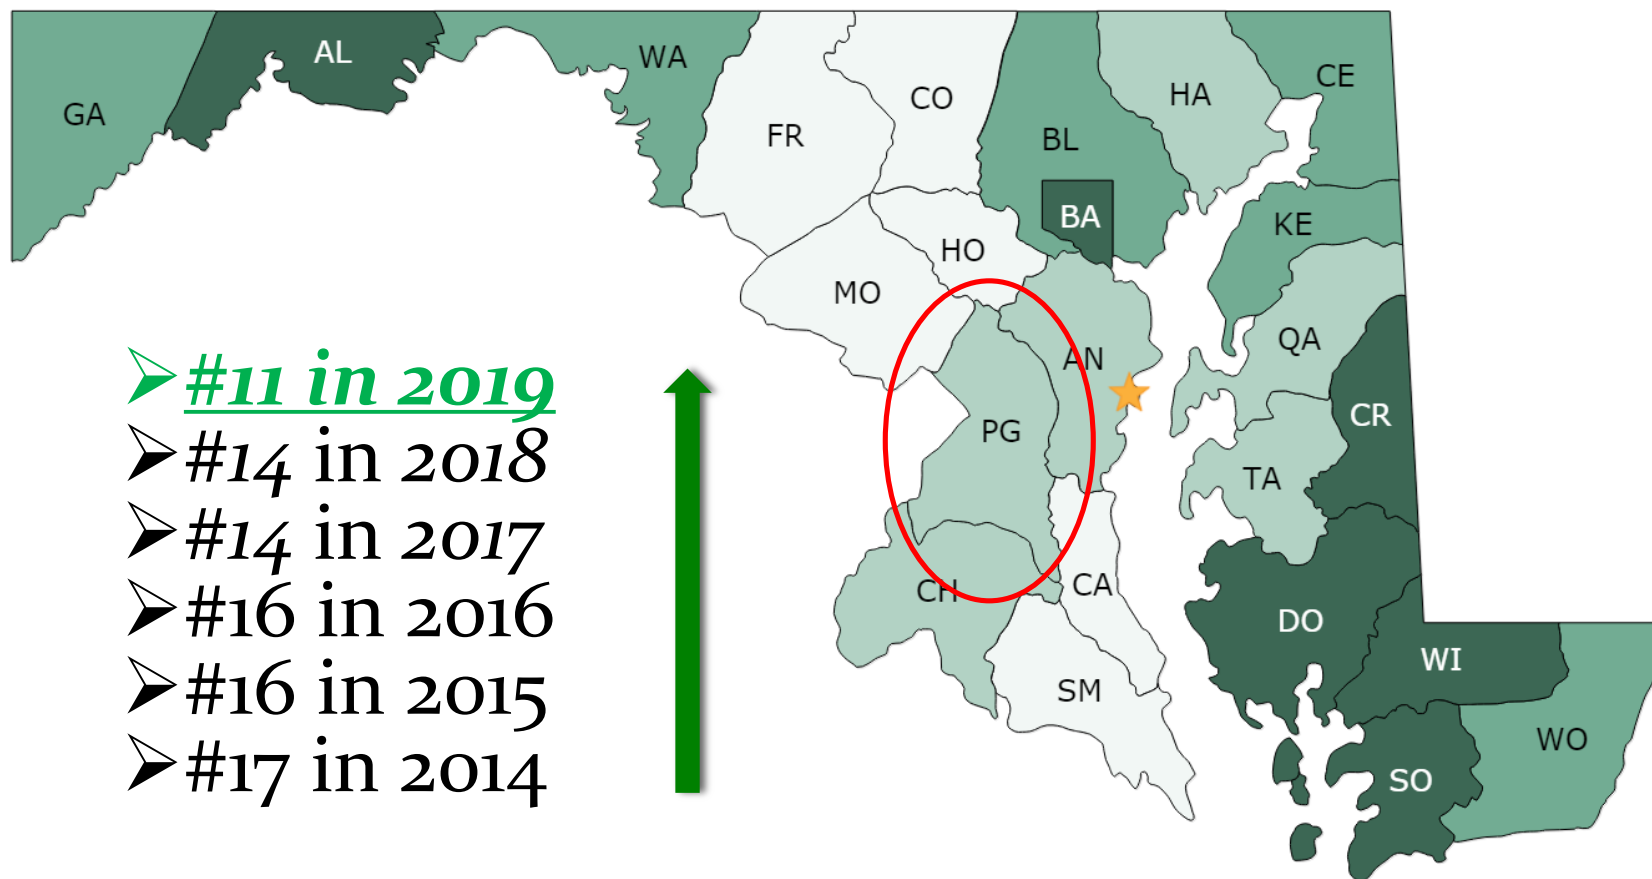 GA
AL
WA
FR
CO
BL
HA
CE
BA
KE
HO
MO
AN
QA
PG
CR
TA
CH
CA
DO
WI
SM
WO
SO
#11 in 2019
#14 in 2018
#14 in 2017
#16 in 2016
#16 in 2015
#17 in 2014